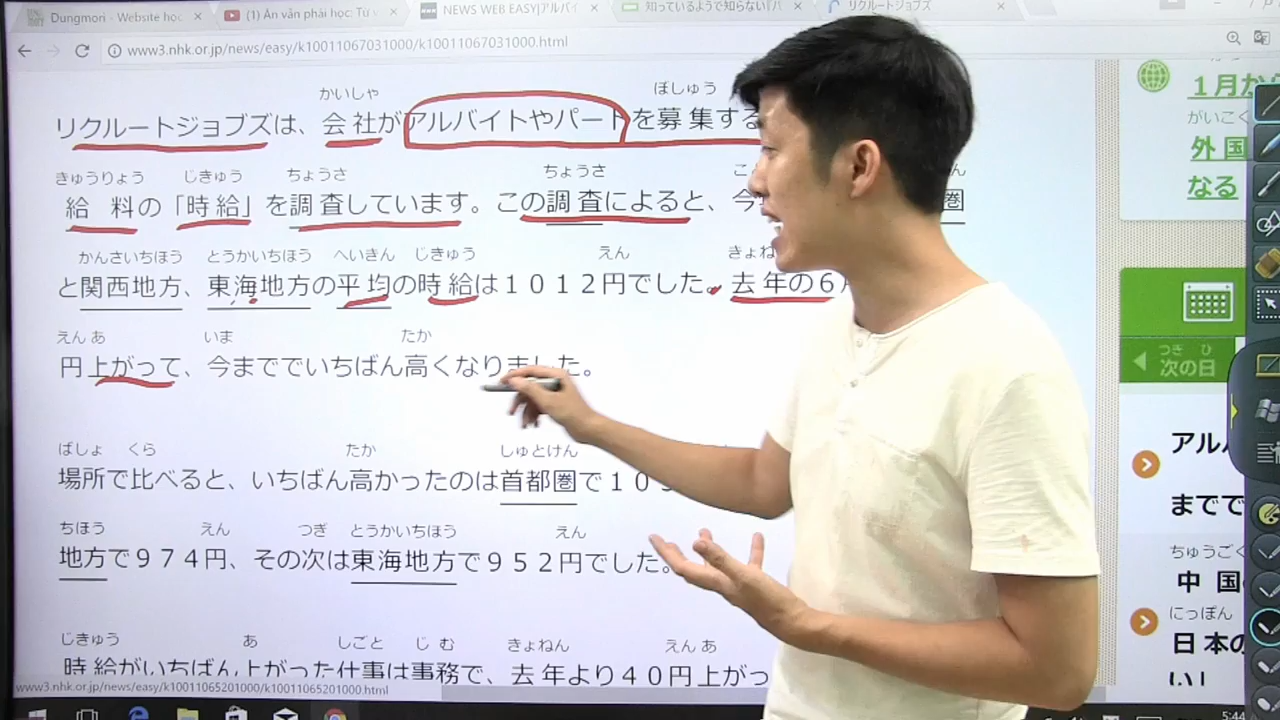 Dungmori - Website học
(1) Ẩn vấn phải học: Từ v
NEWS WEB EASY|アルバイ
知っているようで知らない「バ
リクルートジョブズ
www3.nhk.or.jp/news/easy/k10011067031000/k10011067031000.html
かいしゃ ぼしゅう
リクルートジョブズは、会社がアルバイトやパートを募集する
きゅうりょう じきゅう ちょうさ ちょうさ
給料の「時給」を調査しています。この調査によると、今 圏
かんさいちほう とうかいちほう へいきん じきゅう えん きょね
と関西地方、東海地方の平均の時給は1012円でした。去年の6
えん あ いま たか
円上がって、今まででいちばん高くなりました。
ばしょ くら たか しゅとけん
場所で比べると、いちばん高かったのは首都圏で10
ちほう えん つぎ とうかいちほう えん
地方で974円、その次は東海地方で952円でした。
じきゅう あ しごと じむ きょねん えん あ
時給がいちばん上がった仕事は事務で、去年より40円上がっ
www3.nhk.or.jp/news/easy/k10011065201000/k10011065201000.html
1月か
がいこく
外国
なる
つぎ ひ
次の日
アル
までで
ちゅうごく
中国
にっぽん
日本の
い」
5:44